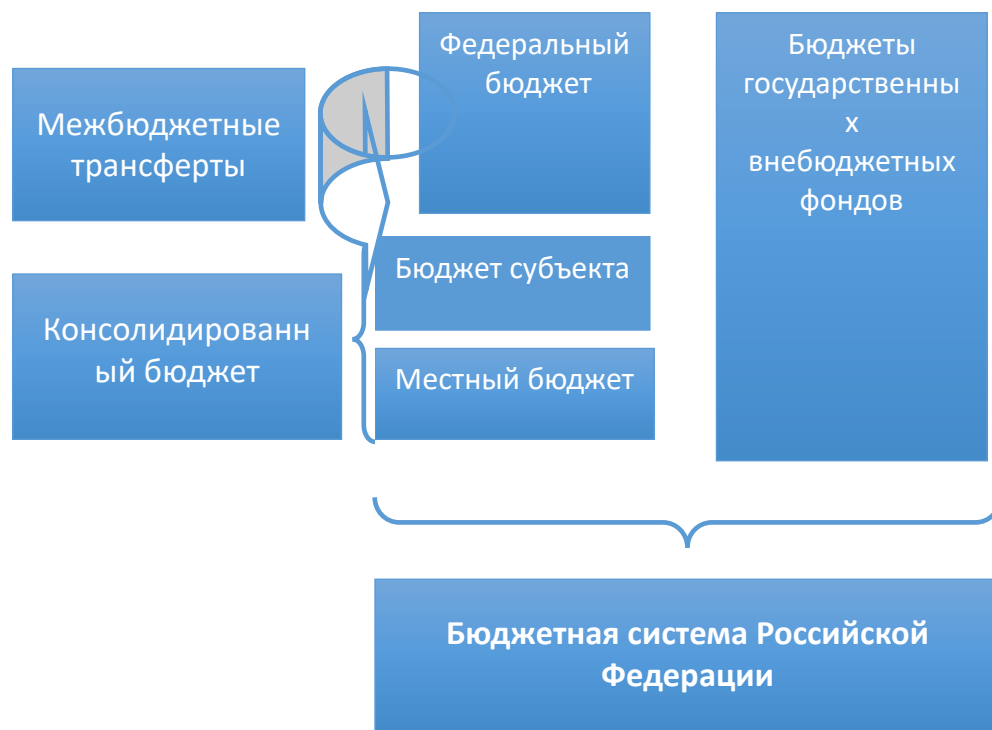 Федеральный
бюджет
Бюджеты
государственны
х
внебюджетных
фондов
Межбюджетные
трансферты
Бюджет субъекта
Консолидированн
ый бюджет
Местный бюджет
Бюджетная система Российской
Федерации